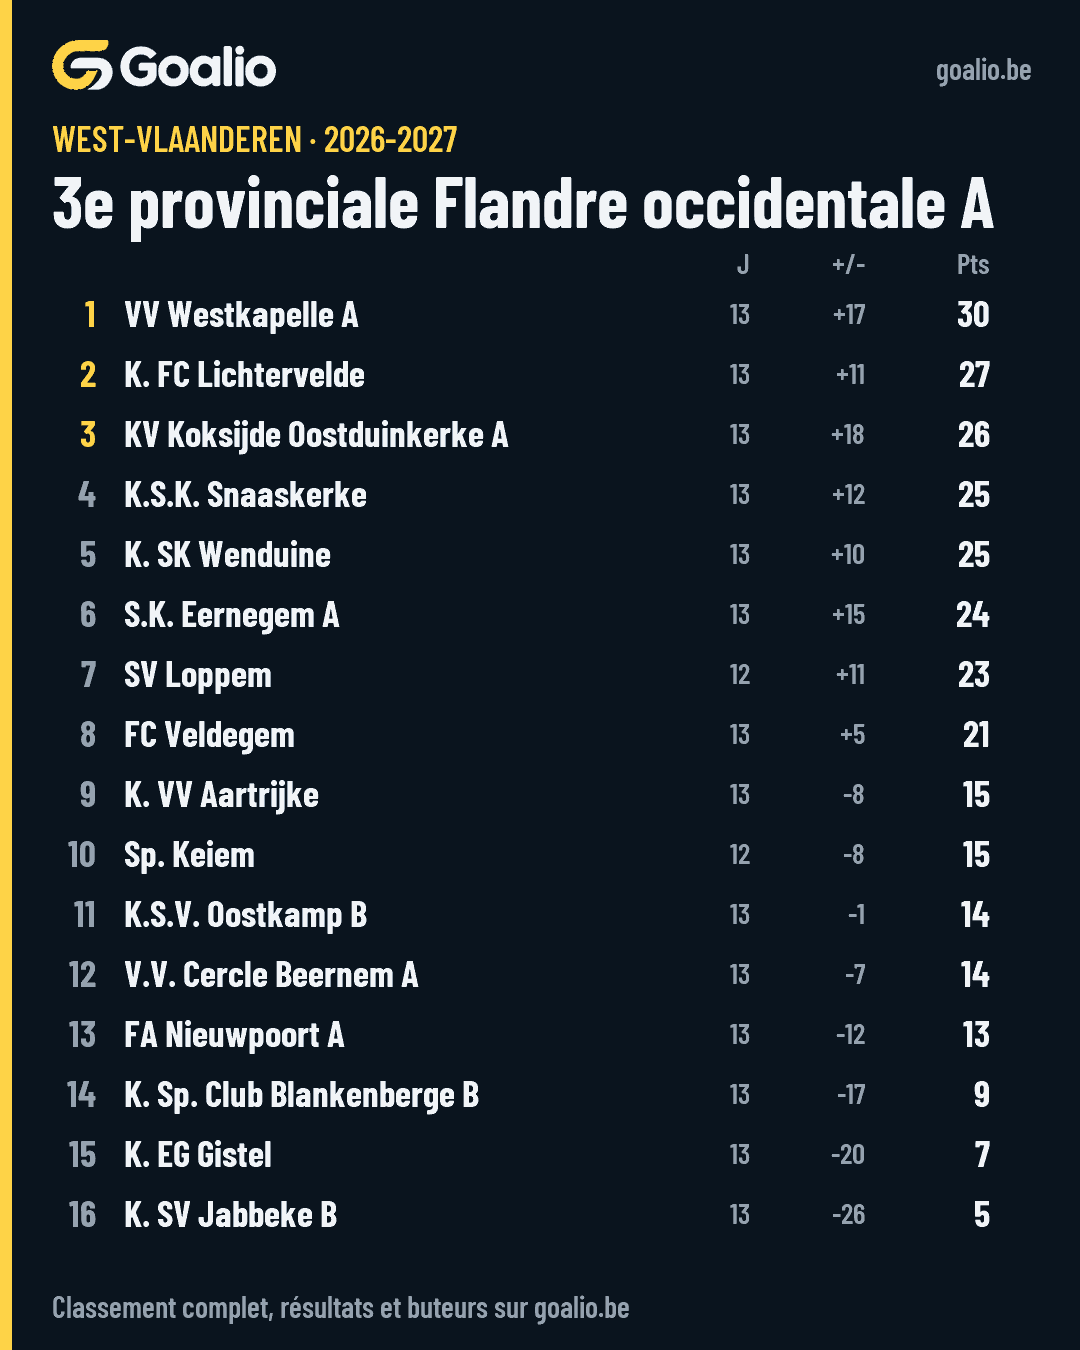 Goalio
goalio.be
WEST-VLAANDEREN · 2026-2027
3e provinciale Flandre occidentale A
J +/- Pts
1 VV Westkapelle A 13 +17 30
2 K. FC Lichtervelde 13 +11 27
3 KV Koksijde Oostduinkerke A 13 +18 26
4 K.S.K. Snaaskerke 13 +12 25
5 K. SK Wenduine 13 +10 25
6 S.K. Eernegem A 13 +15 24
7 SV Loppem 12 +11 23
8 FC Veldegem 13 +5 21
9 K. VV Aartrijke 13 -8 15
10 Sp. Keiem 12 -8 15
11 K.S.V. Oostkamp B 13 -1 14
12 V.V. Cercle Beernem A 13 -7 14
13 FA Nieuwpoort A 13 -12 13
14 K. Sp. Club Blankenberge B 13 -17 9
15 K. EG Gistel 13 -20 7
16 K. SV Jabbeke B 13 -26 5
Classement complet, résultats et buteurs sur goalio.be